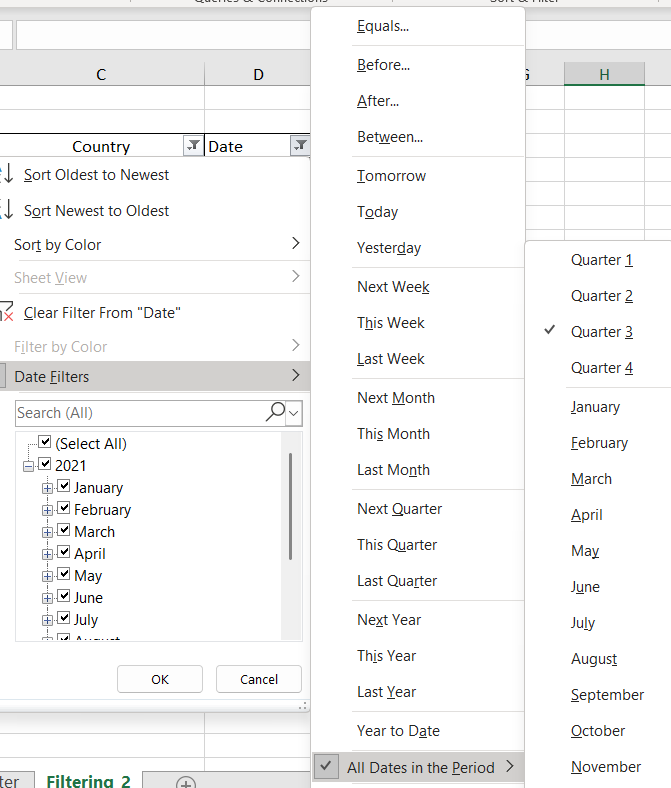 Queries & Connections
Sort & Filter
C
D
G
H
Country
Date
Sort Oldest to Newest
Sort Newest to Oldest
Sort by Color
Sheet View
Clear Filter From "Date"
Filter by Color
Date Filters
Search (All)
(Select All)
2021
January
February
March
April
May
June
July
August
OK
Cancel
ter
Filtering_2
Equals...
Before...
After...
Between...
Tomorrow
Today
Yesterday
Next Week
This Week
Last Week
Next Month
This Month
Last Month
Next Quarter
This Quarter
Last Quarter
Next Year
This Year
Last Year
Year to Date
All Dates in the Period
Quarter 1
Quarter 2
Quarter 3
Quarter 4
January
February
March
April
May
June
July
August
September
October
November